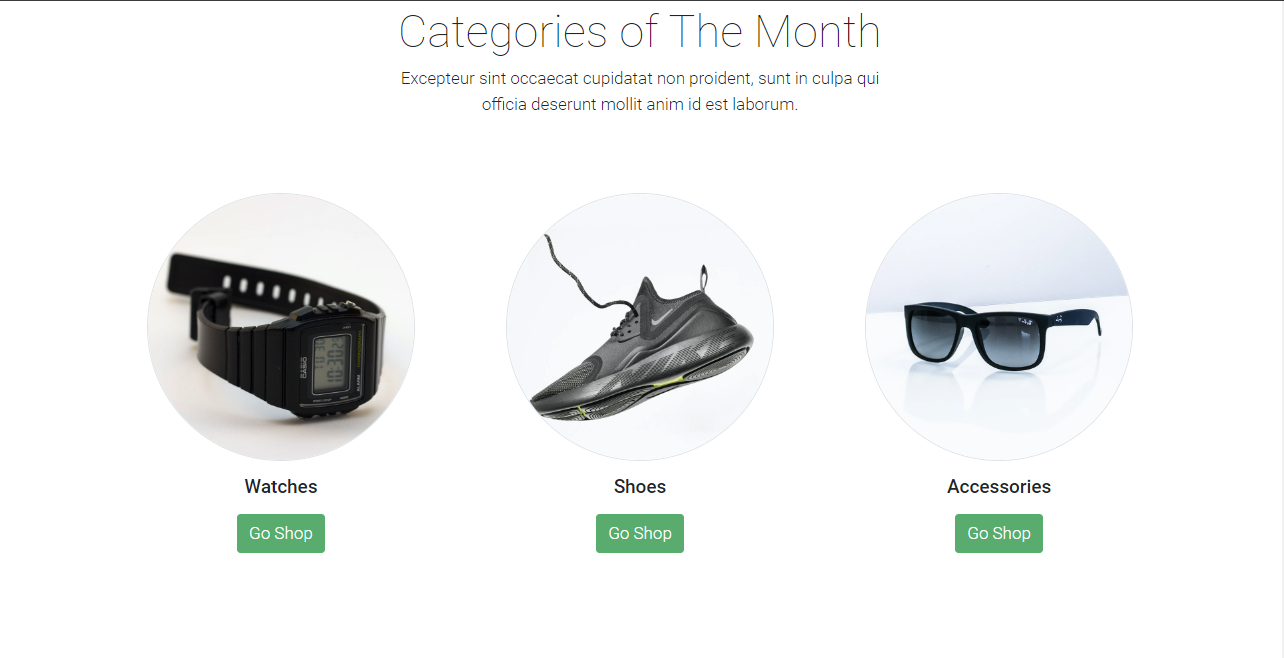 Categories of The Month
Excepteur sint occaecat cupidatat non proident, sunt in culpa qui
officia deserunt mollit anim id est laborum.
CASIO
Watches
Shoes
Accessories
Go Shop
Go Shop
Go Shop